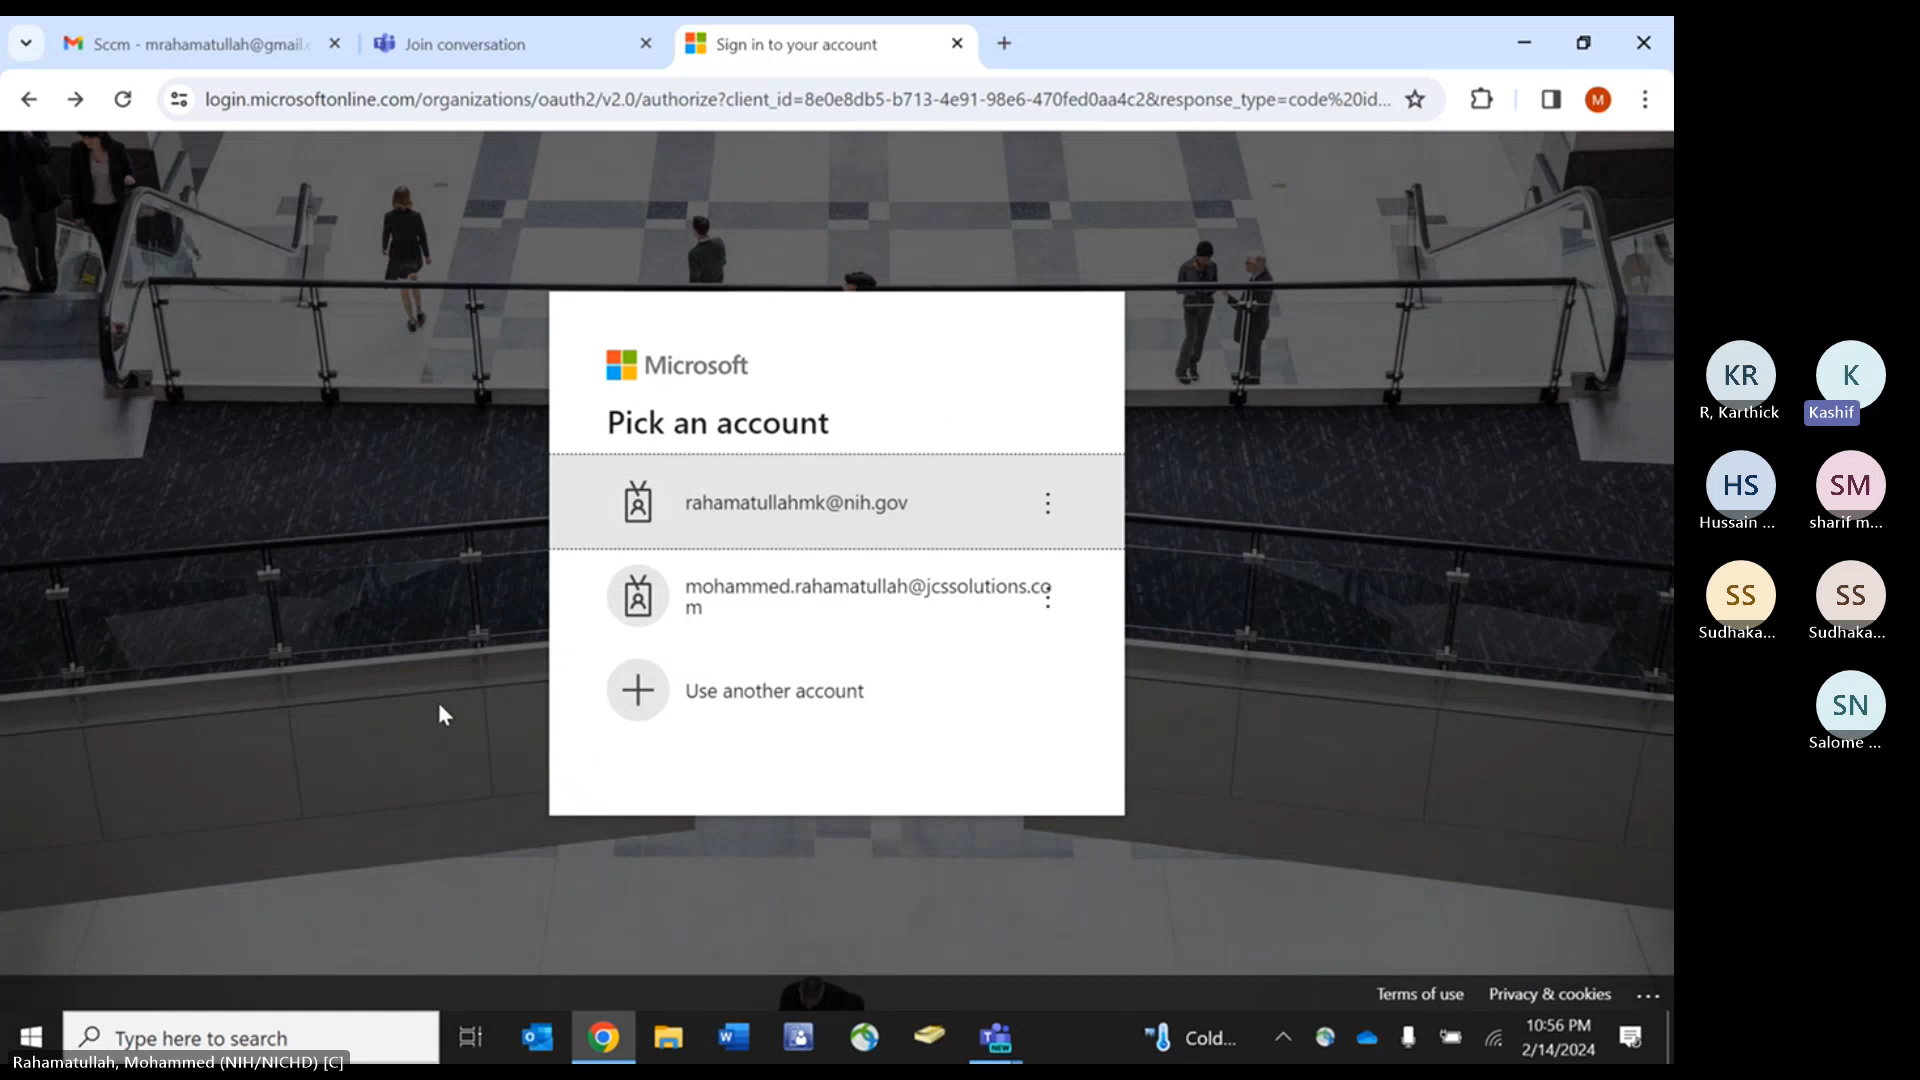 Sccm - mrahamatullah@gmail.c
Join conversation
Sign in to your account
login.microsoftonline.com/organizations/oauth2/v2.0/authorize?client_id=8e0e8db5-b713-4e91-98e6-470fed0aa4c2&response_type=code%20id...
M
Microsoft
Pick an account
rahamatullahmk@nih.gov
mohammed.rahamatullah@jcssolutions.co
m
Use another account
KR
R, Karthick
K
Kashif
HS
Hussain ...
SM
sharif m...
SS
Sudhaka...
SS
Sudhaka...
SN
Salome ...
Terms of use
Privacy & cookies
...
Type here to search
NEW
Cold...
10:56 PM
2/14/2024
Rahamatullah, Mohammed (NIH/NICHD) [C]